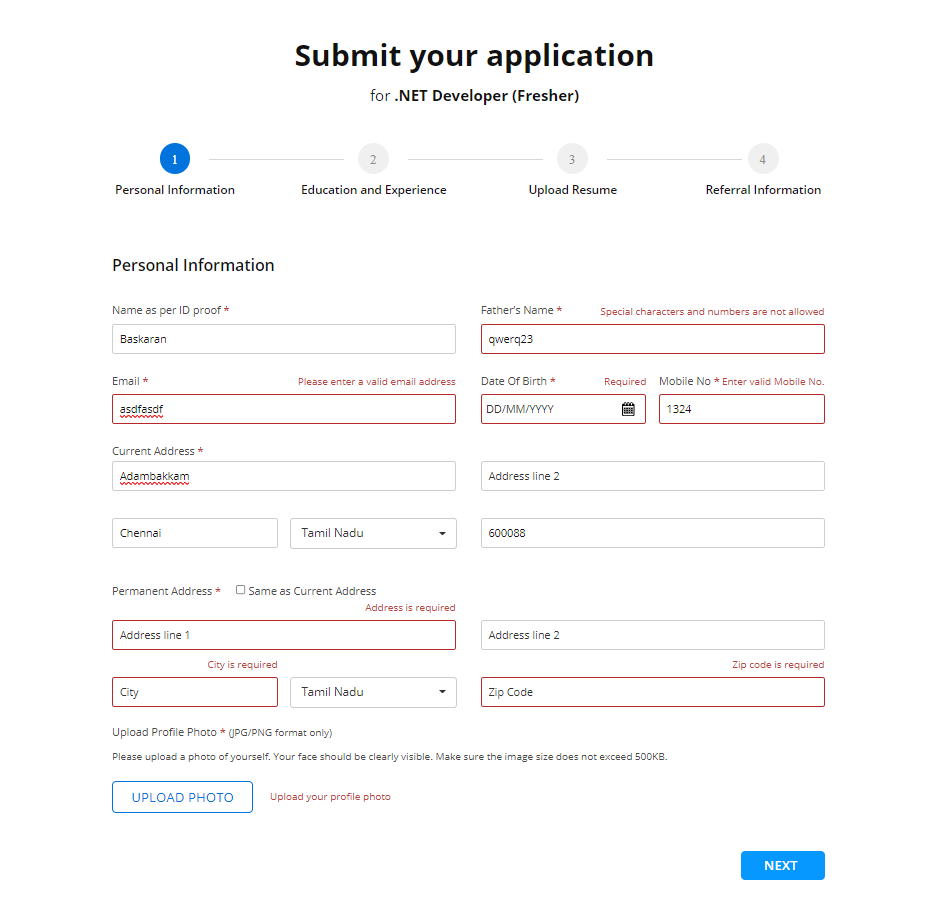 Submit your application
for .NET Developer (Fresher)
1 2 3 4
Personal Information Education and Experience Upload Resume Referral Information
Personal Information
Name as per ID proof * Father's Name * Special characters and numbers are not allowed
Baskaran qwerq23
Email * Please enter a valid email address Date Of Birth * Required Mobile No * Enter valid Mobile No.
asdfasdf DD/MM/YYYY 1324
Current Address *
Adambakkam Address line 2
Chennai Tamil Nadu 600088
Permanent Address * Same as Current Address
Address is required
Address line 1 Address line 2
City is required Zip code is required
City Tamil Nadu Zip Code
Upload Profile Photo * (JPG/PNG format only)
Please upload a photo of yourself. Your face should be clearly visible. Make sure the image size does not exceed 500KB.
UPLOAD PHOTO Upload your profile photo
NEXT